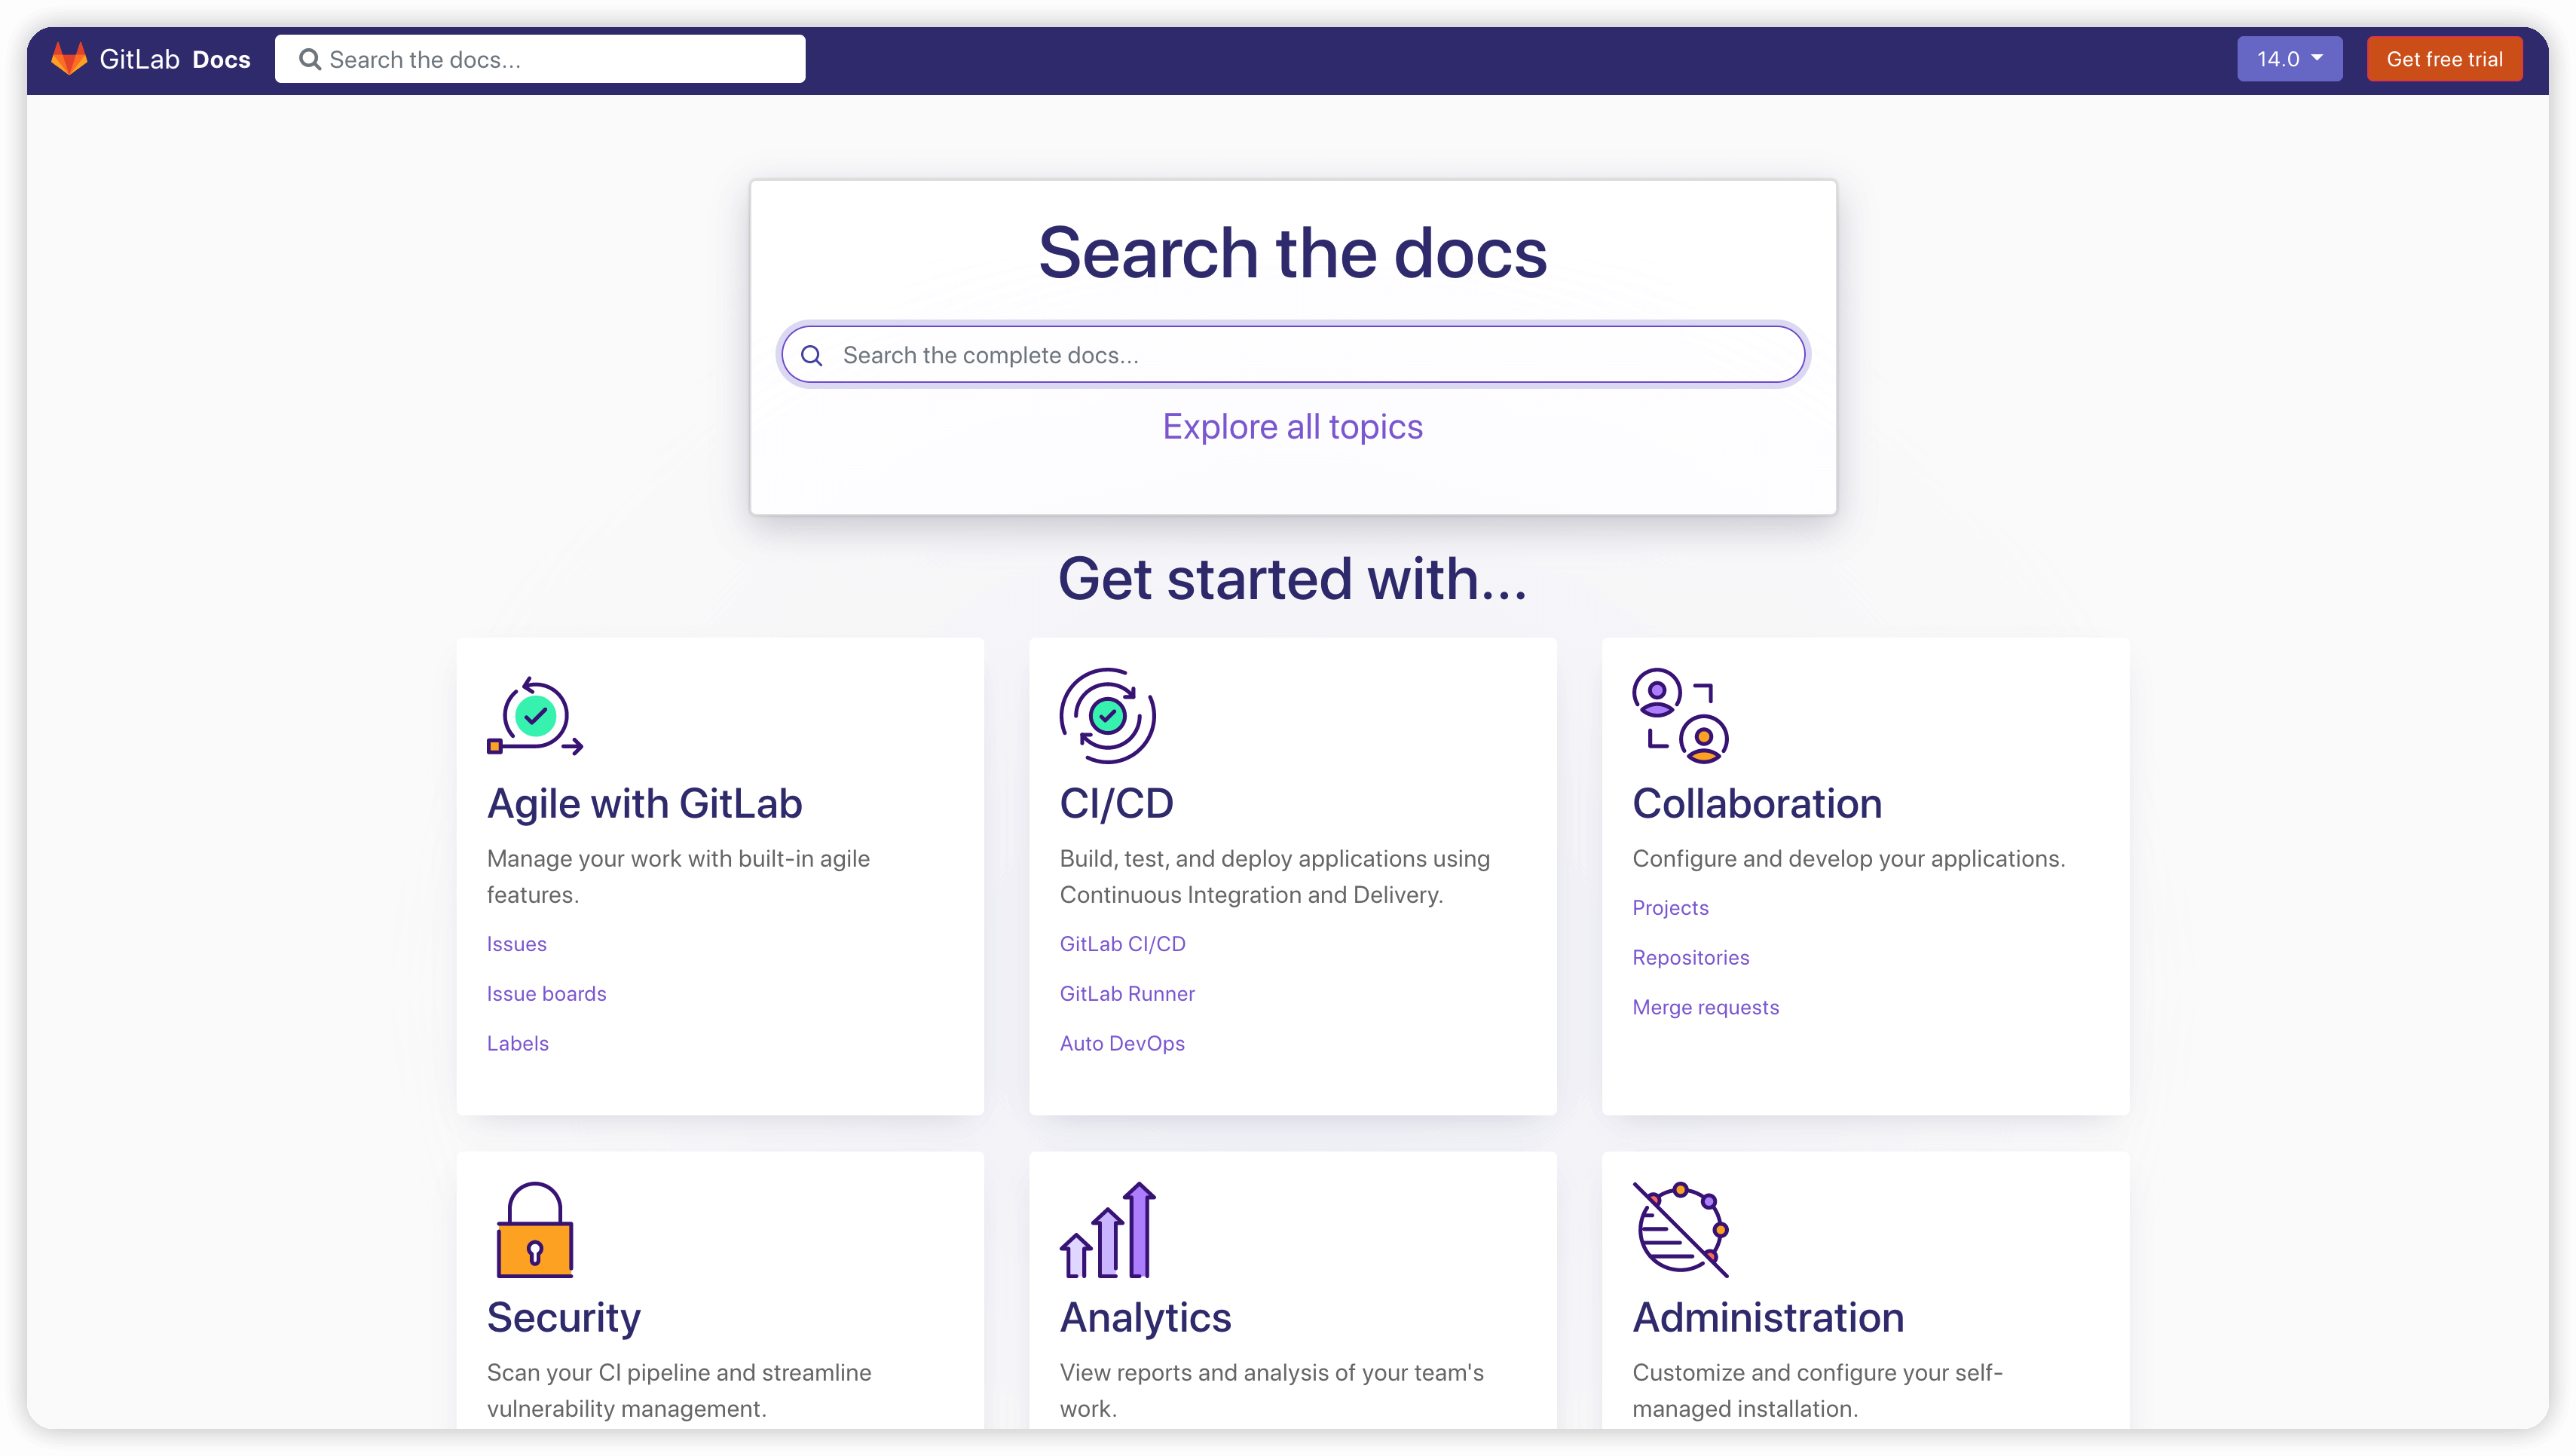 GitLab Docs
Search the docs...
14.0
Get free trial
Search the docs
Search the complete docs...
Explore all topics
Get started with...
Agile with GitLab
Manage your work with built-in agile
features.
Issues
Issue boards
Labels
CI/CD
Build, test, and deploy applications using
Continuous Integration and Delivery.
GitLab CI/CD
GitLab Runner
Auto DevOps
Collaboration
Configure and develop your applications.
Projects
Repositories
Merge requests
Security
Scan your CI pipeline and streamline
vulnerability management.
Analytics
View reports and analysis of your team's
work.
Administration
Customize and configure your self-
managed installation.